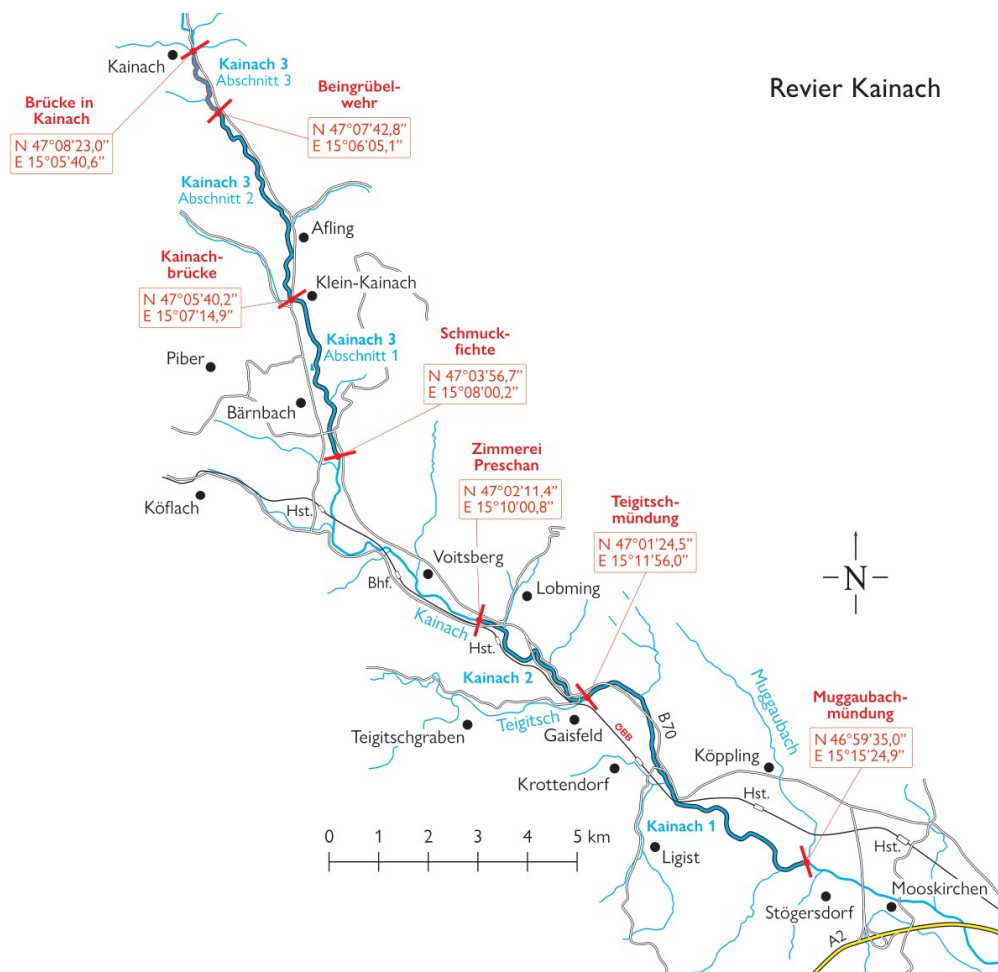 Revier Kainach
Kainach
Kainach 3
Abschnitt 3
Brücke in
Kainach
N 47°08’23,0”
E 15°05’40,6”
Beingrübel-
wehr
N 47°07’42,8”
E 15°06’05,1”
Kainach 3
Abschnitt 2
Afling
Kainach-
brücke
N 47°05’40,2”
E 15°07’14,9”
Klein-Kainach
Kainach 3
Abschnitt 1
Schmuck-
fichte
N 47°03’56,7”
E 15°08’00,2”
Piber
Bärnbach
Zimmerei
Preschan
N 47°02’11,4”
E 15°10’00,8”
Köflach
Hst.
Teigitsch-
mündung
N 47°01’24,5”
E 15°11’56,0”
Voitsberg
Bhf.
Lobming
N
Kainach
Hst.
Kainach 2
Teigitsch
Teigitschgraben
Gaisfeld
ÖBB
B70
Muggaubach
Muggaubach-
mündung
N 46°59’35,0”
E 15°15’24,9”
Köppling
Krottendorf
Hst.
Kainach 1
Ligist
Hst.
0 1 2 3 4 5 km
Stögersdorf
Mooskirchen
A2